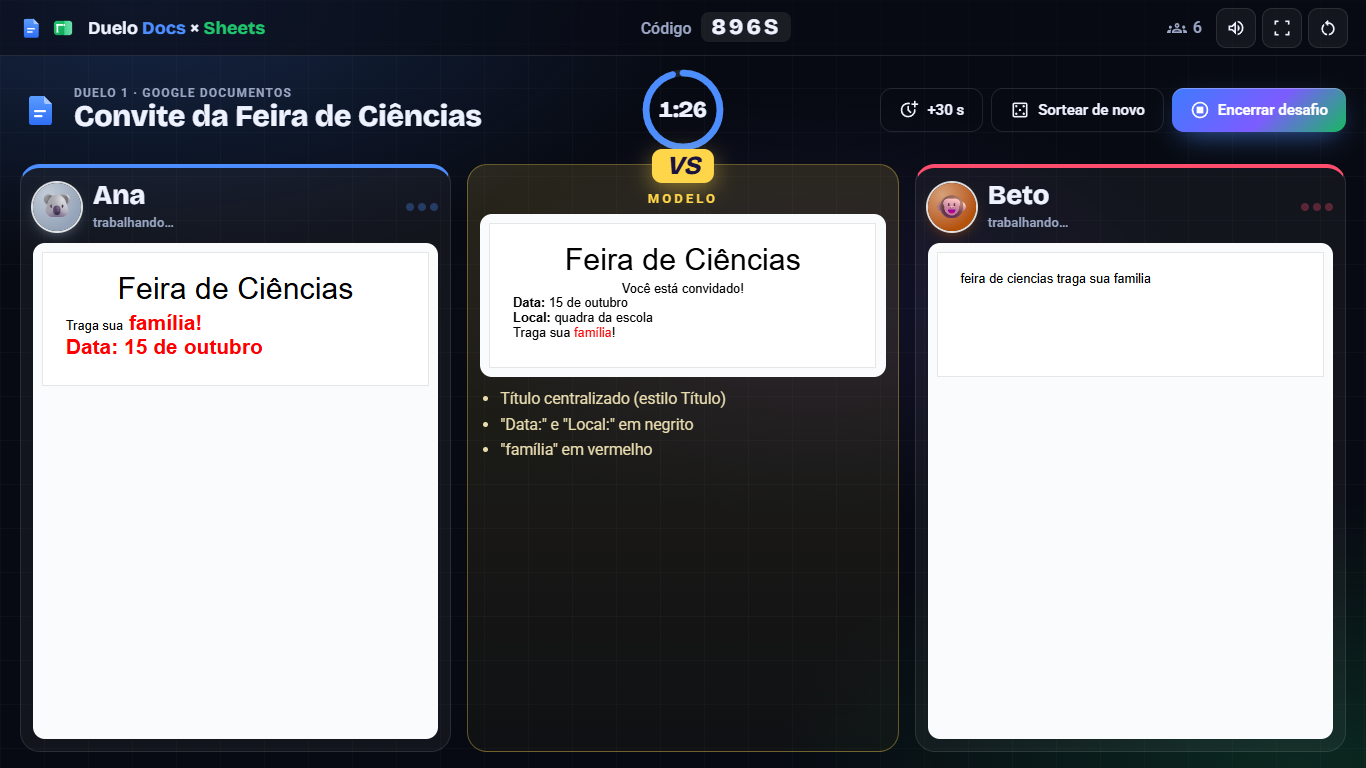 Duelo Docs × Sheets
Código 896S
6
DUELO 1 · GOOGLE DOCUMENTOS
Convite da Feira de Ciências
1:26
+30 s
Sortear de novo
Encerrar desafio
Ana
trabalhando...
Feira de Ciências
Traga sua família!
Data: 15 de outubro
VS
MODELO
Feira de Ciências
Você está convidado!
Data: 15 de outubro
Local: quadra da escola
Traga sua família!
• Título centralizado (estilo Título)
• "Data:" e "Local:" em negrito
• "família" em vermelho
Beto
trabalhando...
feira de ciencias traga sua familia